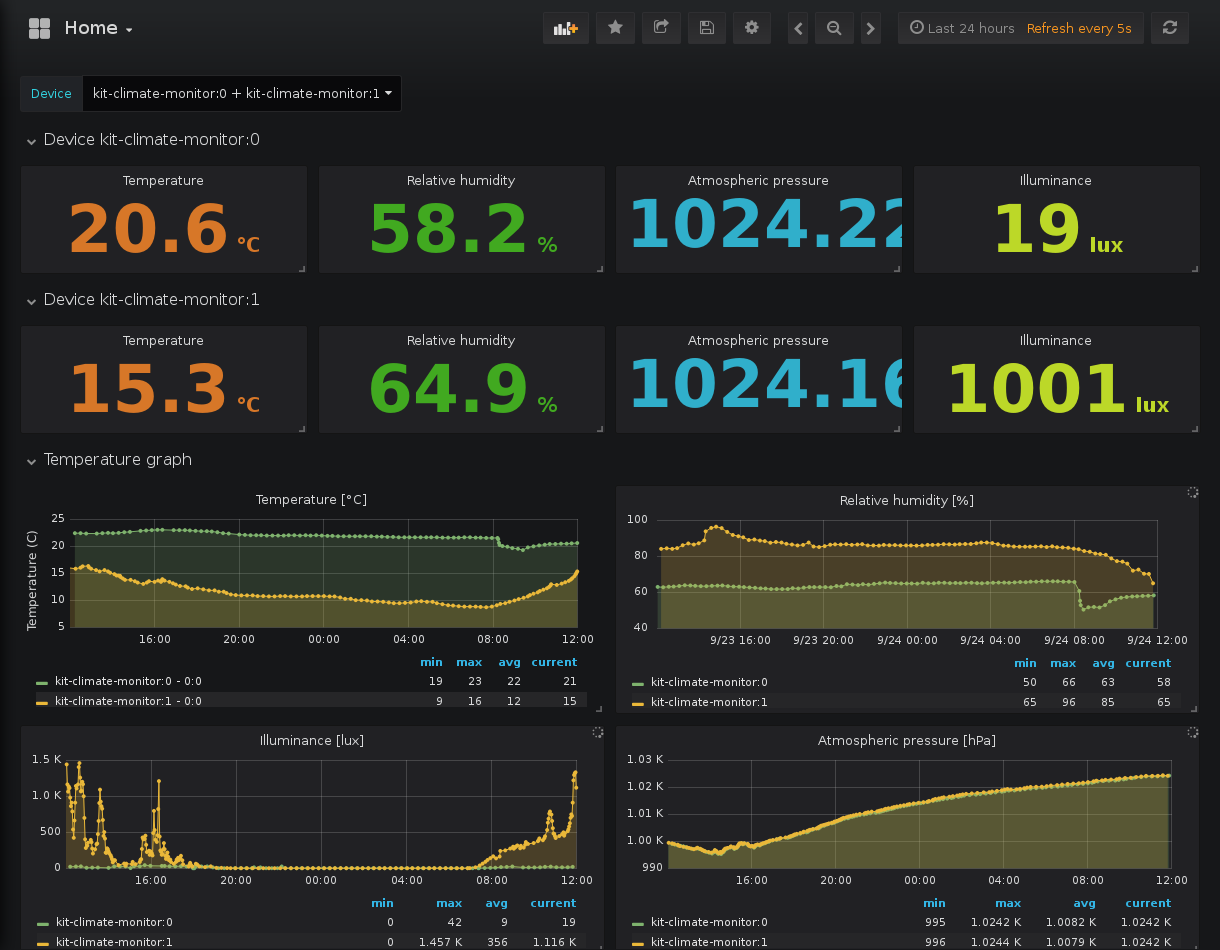 Home
Last 24 hours Refresh every 5s
Device kit-climate-monitor:0 + kit-climate-monitor:1
Device kit-climate-monitor:0
Temperature Relative humidity Atmospheric pressure Illuminance
20.6 °C 58.2 % 1024.22 19 lux
Device kit-climate-monitor:1
Temperature Relative humidity Atmospheric pressure Illuminance
15.3 °C 64.9 % 1024.16 1001 lux
Temperature graph
Temperature [°C]
Temperature (C)
25
20
15
10
5
16:00 20:00 00:00 04:00 08:00 12:00
min max avg current
kit-climate-monitor:0 - 0:0 19 23 22 21
kit-climate-monitor:1 - 0:0 9 16 12 15
Relative humidity [%]
100
80
60
40
9/23 16:00 9/23 20:00 9/24 00:00 9/24 04:00 9/24 08:00 9/24 12:00
min max avg current
kit-climate-monitor:0 50 66 63 58
kit-climate-monitor:1 65 96 85 65
Illuminance [lux]
1.5 K
1.0 K
500
0
16:00 20:00 00:00 04:00 08:00 12:00
min max avg current
kit-climate-monitor:0 0 42 9 19
kit-climate-monitor:1 0 1.457 K 356 1.116 K
Atmospheric pressure [hPa]
1.03 K
1.02 K
1.01 K
1.00 K
990
16:00 20:00 00:00 04:00 08:00 12:00
min max avg current
kit-climate-monitor:0 995 1.0242 K 1.0082 K 1.0242 K
kit-climate-monitor:1 996 1.0244 K 1.0079 K 1.0242 K